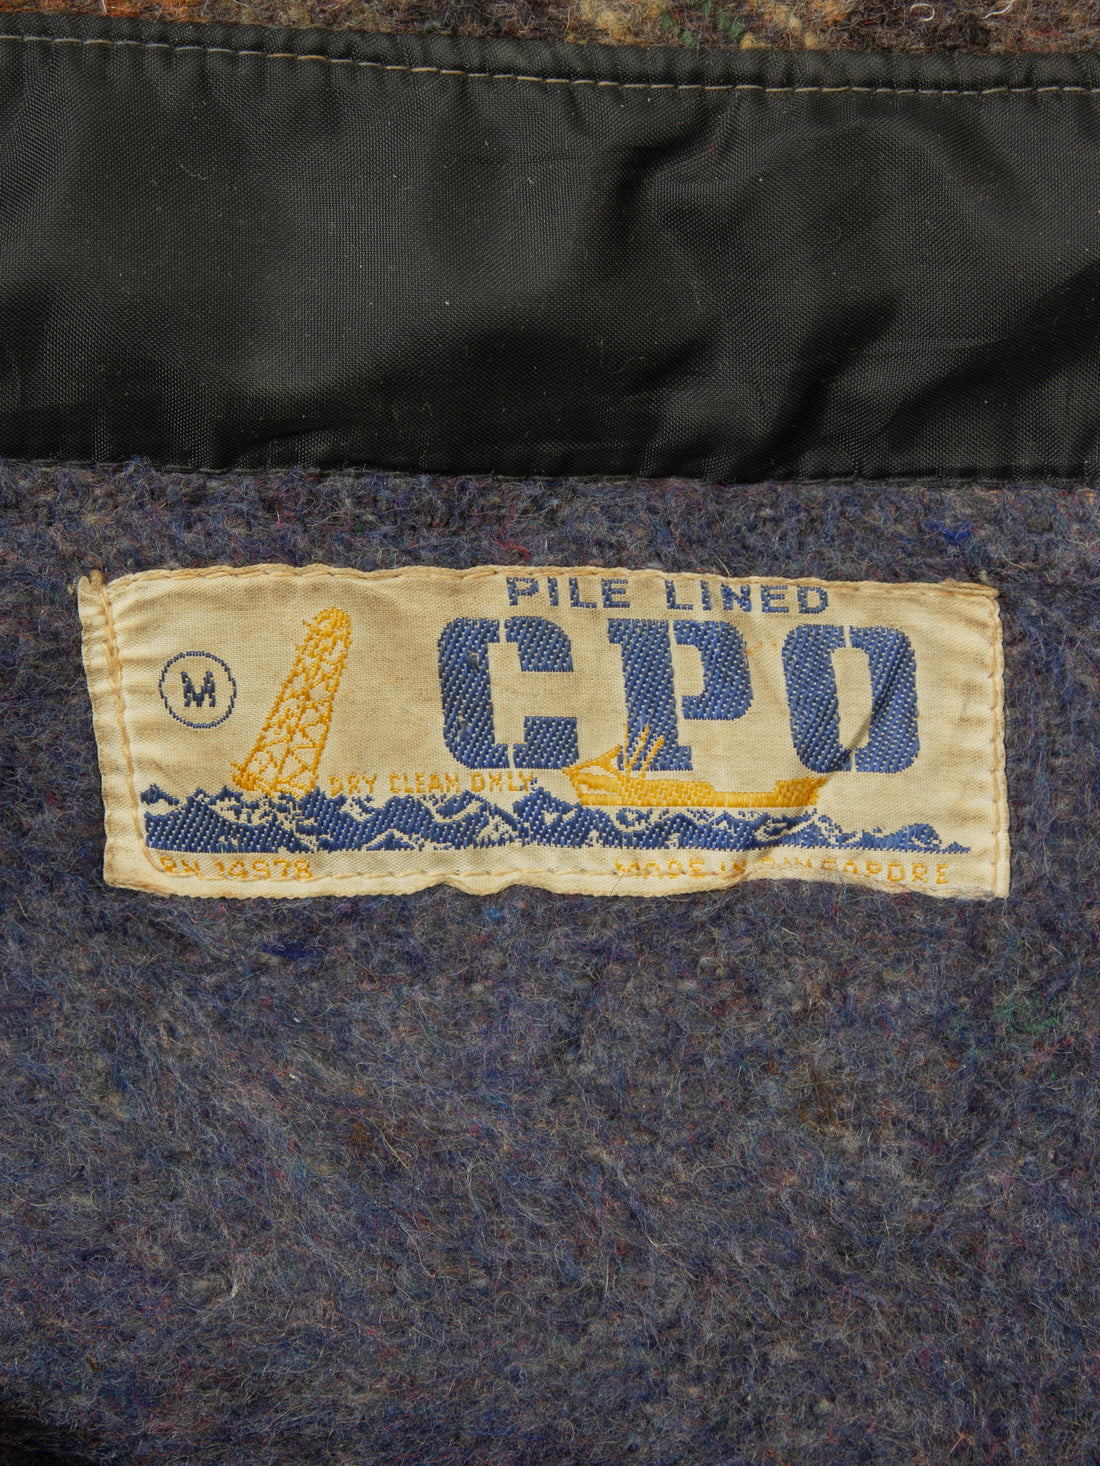 PILE LINED
CPO
M
DRY CLEAN ONLY
RN 14978
MADE IN SINGAPORE